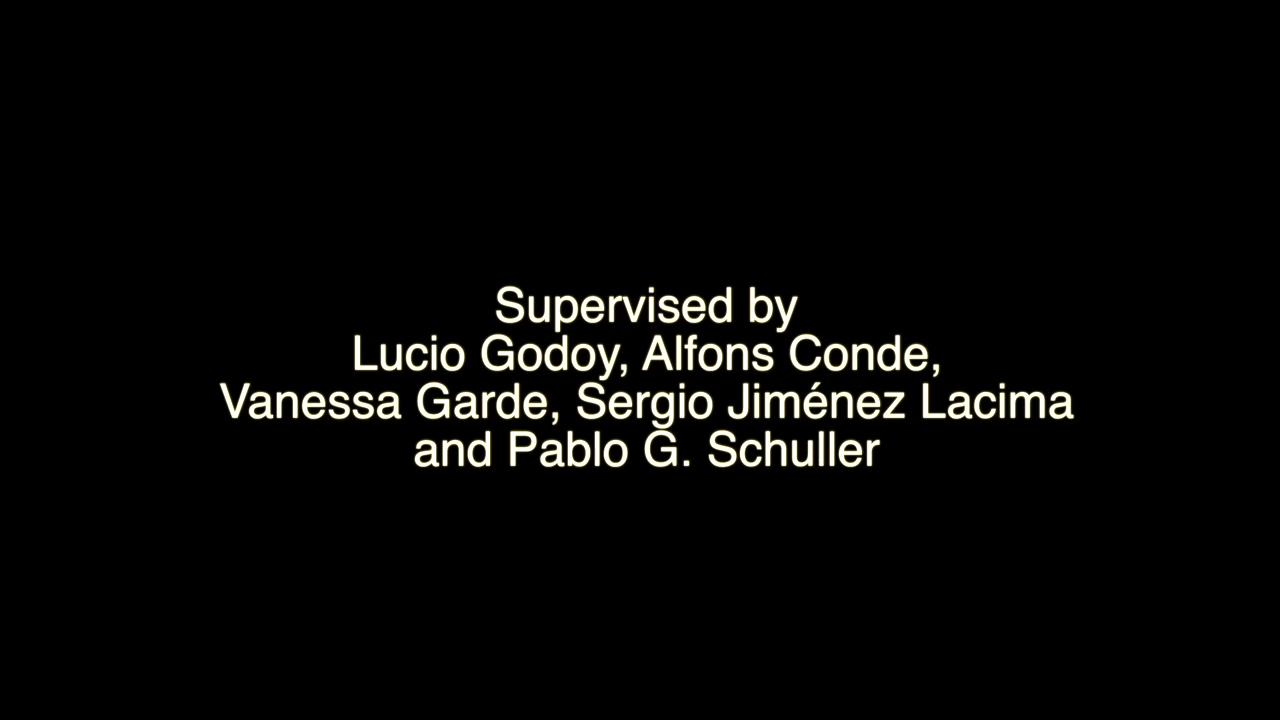 Supervised by
Lucio Godoy, Alfons Conde,
Vanessa Garde, Sergio Jiménez Lacima
and Pablo G. Schuller